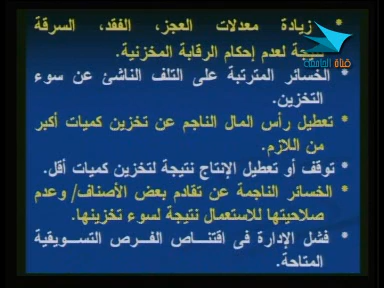 زيادة معدلات العجز، الفقد، السرقة
نتيجة لعدم إحكام الرقابة المخزنية.
الخسائر المترتبة على التلف الناشئ عن سوء
التخزين.
تعطيل رأس المال الناجم عن تخزين كميات أكبر
من اللازم.
توقف أو تعطيل الإنتاج نتيجة لتخزين كميات أقل.
الخسائر الناجمة عن تقادم بعض الأصناف/ وعدم
صلاحيتها للاستعمال نتيجة لسوء تخزينها.
فشل الإدارة فى اقتناص الفرص التسويقية
المتاحة.